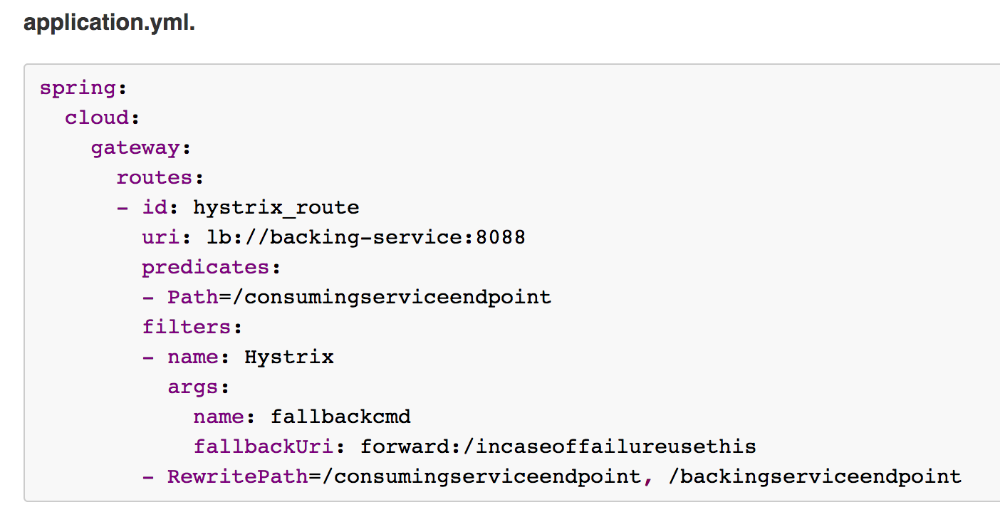 application.yml.
spring:
  cloud:
    gateway:
      routes:
      - id: hystrix_route
        uri: lb://backing-service:8088
        predicates:
        - Path=/consumingserviceendpoint
        filters:
        - name: Hystrix
          args:
            name: fallbackcmd
            fallbackUri: forward:/incaseoffailureusethis
        - RewritePath=/consumingserviceendpoint, /backingserviceendpoint